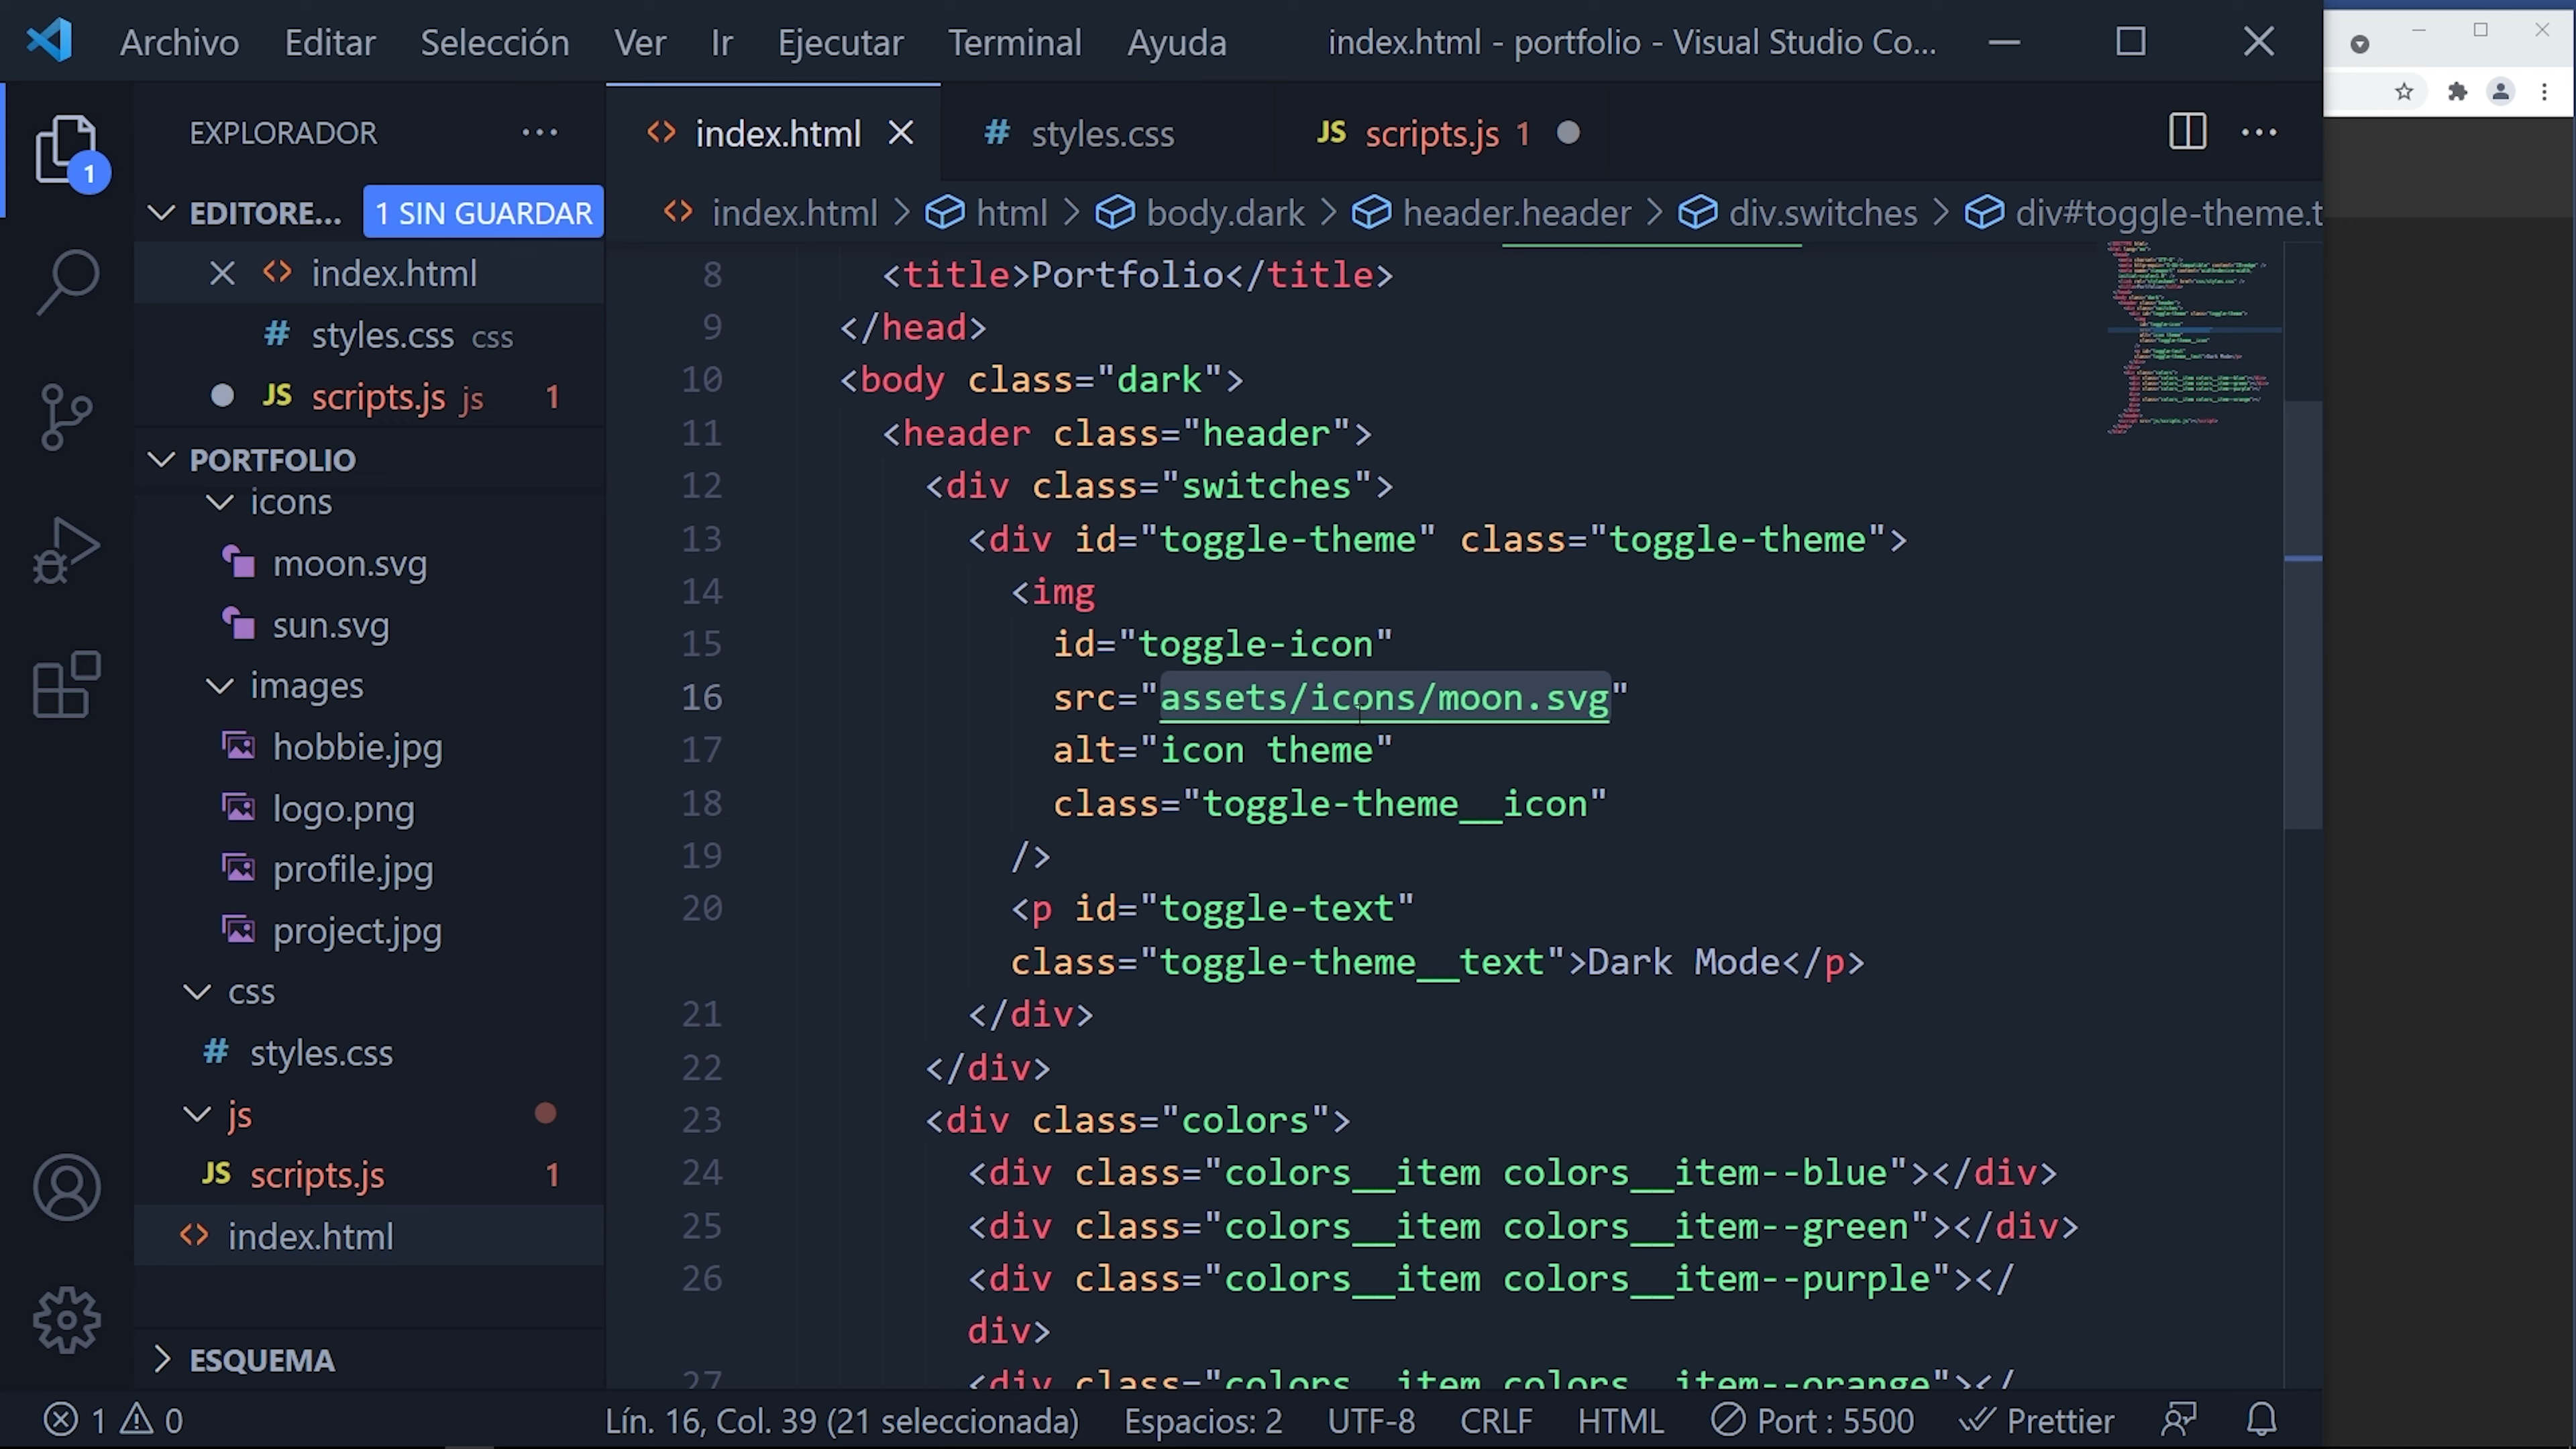 Archivo Editar Selección Ver Ir Ejecutar Terminal Ayuda index.html - portfolio - Visual Studio Co...
1
EXPLORADOR
EDITORE... 1 SIN GUARDAR
index.html
styles.css css
JS scripts.js js 1
PORTFOLIO
icons
moon.svg
sun.svg
images
hobbie.jpg
logo.png
profile.jpg
project.jpg
css
# styles.css
js
JS scripts.js 1
index.html
ESQUEMA
index.html # styles.css JS scripts.js 1
index.html > html > body.dark > header.header > div.switches > div#toggle-theme.t
8 <title>Portfolio</title>
9 </head>
10 <body class="dark">
11 <header class="header">
12 <div class="switches">
13 <div id="toggle-theme" class="toggle-theme">
14 <img
15 id="toggle-icon"
16 src="assets/icons/moon.svg"
17 alt="icon theme"
18 class="toggle-theme__icon"
19 />
20 <p id="toggle-text"
class="toggle-theme__text">Dark Mode</p>
21 </div>
22 </div>
23 <div class="colors">
24 <div class="colors__item colors__item--blue"></div>
25 <div class="colors__item colors__item--green"></div>
26 <div class="colors__item colors__item--purple"></
div>
27 <div class="colors__item colors__item--orange"></
1 0 Lín. 16, Col. 39 (21 seleccionada) Espacios: 2 UTF-8 CRLF HTML Port : 5500 Prettier